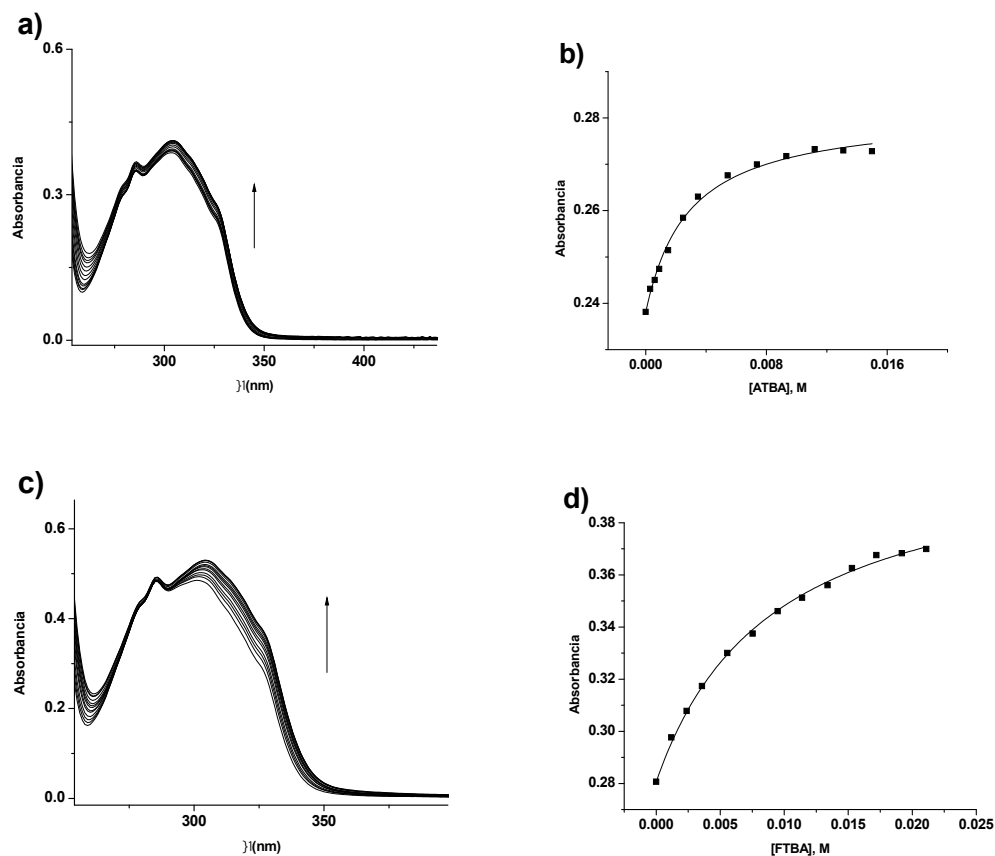 a)
0.6
0.3
0.0
Absorbancia
300
350
400
}l(nm)
b)
0.28
0.26
0.24
Absorbancia
0.000
0.008
0.016
[ATBA], M
c)
0.6
0.4
0.2
0.0
Absorbancia
300
350
}l(nm)
d)
0.38
0.36
0.34
0.32
0.30
0.28
Absorbancia
0.000
0.005
0.010
0.015
0.020
0.025
[FTBA], M